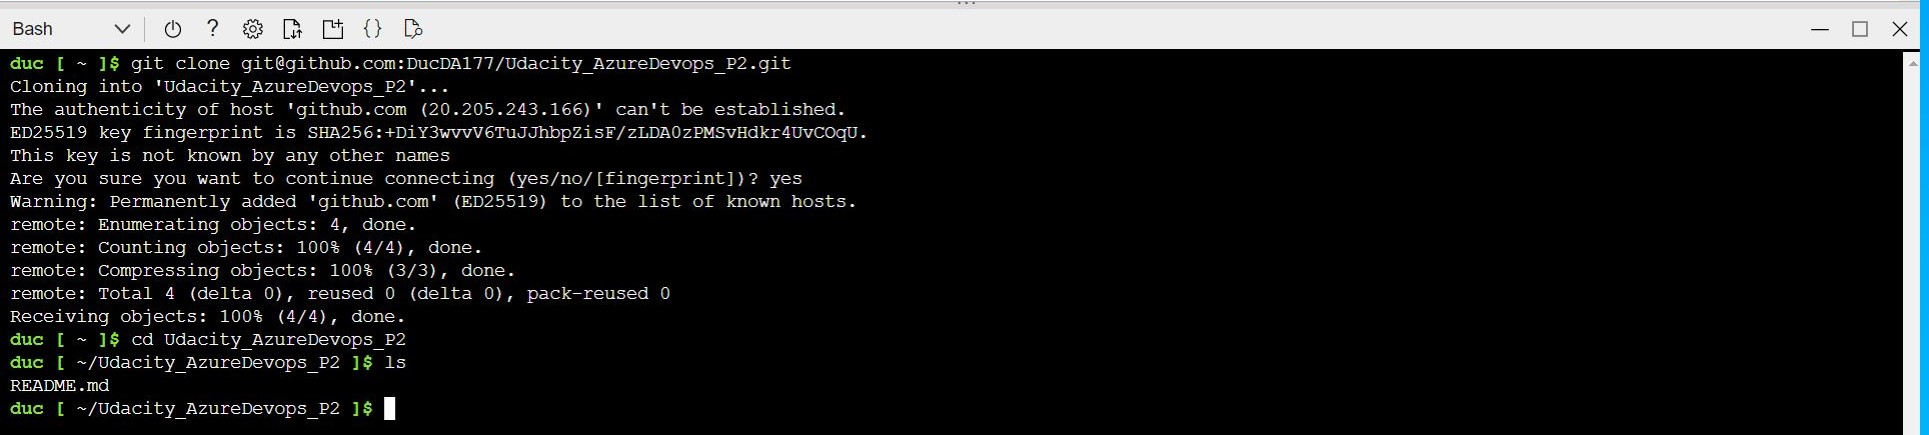 Bash
duc [ ~ ]$ git clone git@github.com:DucDA177/Udacity_AzureDevops_P2.git
Cloning into 'Udacity_AzureDevops_P2'...
The authenticity of host 'github.com (20.205.243.166)' can't be established.
ED25519 key fingerprint is SHA256:+DiY3wvvV6TuJJhbpZisF/zLDA0zPMSvHdkr4UvCOqU.
This key is not known by any other names
Are you sure you want to continue connecting (yes/no/[fingerprint])? yes
Warning: Permanently added 'github.com' (ED25519) to the list of known hosts.
remote: Enumerating objects: 4, done.
remote: Counting objects: 100% (4/4), done.
remote: Compressing objects: 100% (3/3), done.
remote: Total 4 (delta 0), reused 0 (delta 0), pack-reused 0
Receiving objects: 100% (4/4), done.
duc [ ~ ]$ cd Udacity_AzureDevops_P2
duc [ ~/Udacity_AzureDevops_P2 ]$ ls
README.md
duc [ ~/Udacity_AzureDevops_P2 ]$